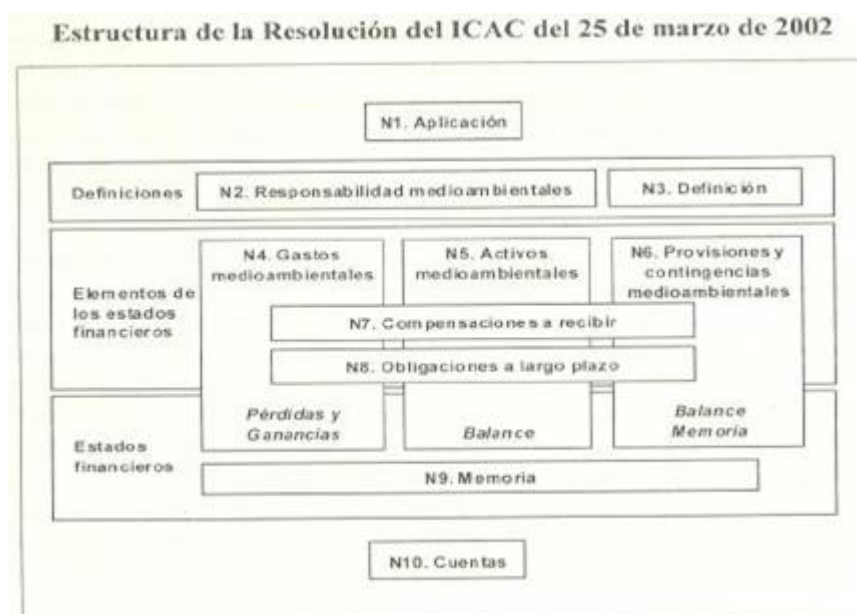 Estructura de la Resolución del ICAC del 25 de marzo de 2002
N1. Aplicación
Definiciones
N2. Responsabilidad medioambientales
N3. Definición
Elementos de
los estados
financieros
N4. Gastos
medioambientales
N5. Activos
medioambientales
N6. Provisiones y
contingencias
medioambientales
N7. Compensaciones a recibir
N8. Obligaciones a largo plazo
Estados
financieros
Pérdidas y
Ganancias
Balance
Balance
Memoria
N9. Memoria
N10. Cuentas